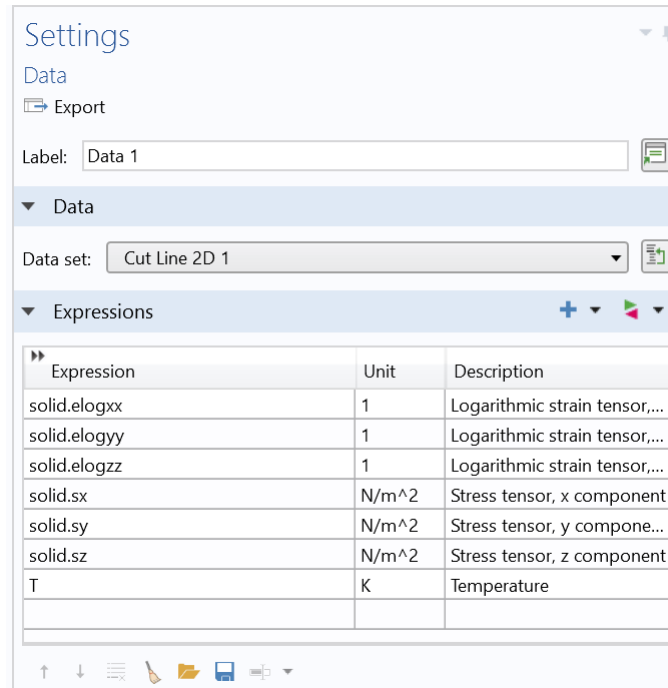 Settings
Data
Export
Label: Data 1
Data
Data set: Cut Line 2D 1
Expressions
Expression Unit Description
solid.elogxx 1 Logarithmic strain tensor,...
solid.elogyy 1 Logarithmic strain tensor,...
solid.elogzz 1 Logarithmic strain tensor,...
solid.sx N/m^2 Stress tensor, x component
solid.sy N/m^2 Stress tensor, y compone...
solid.sz N/m^2 Stress tensor, z component
T K Temperature